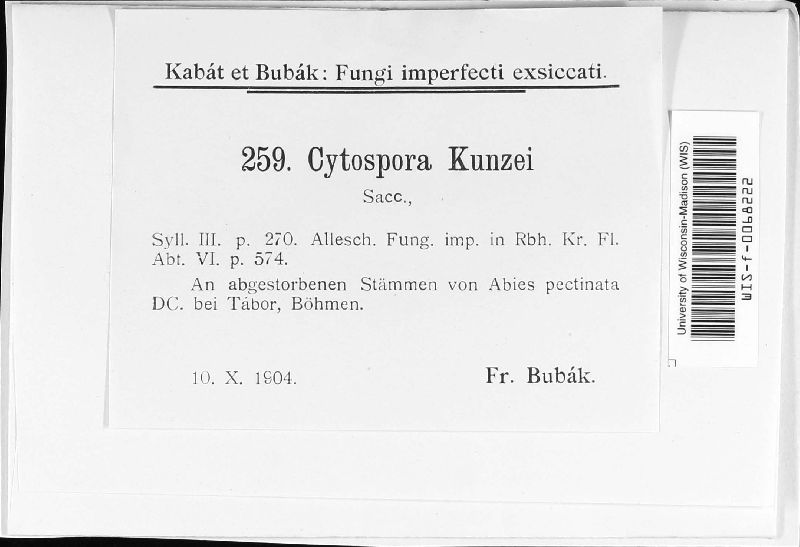 Kabát et Bubák: Fungi imperfecti exsiccati.
259. Cytospora Kunzei
Sacc.,
Syll. III. p. 270. Allesch. Fung. imp. in Rbh. Kr. Fl.
Abt. VI. p. 574.
An abgestorbenen Stämmen von Abies pectinata
DC. bei Tábor, Böhmen.
10. X. 1904.
Fr. Bubák.
University of Wisconsin-Madison (WIS)
WIS-f-0068222